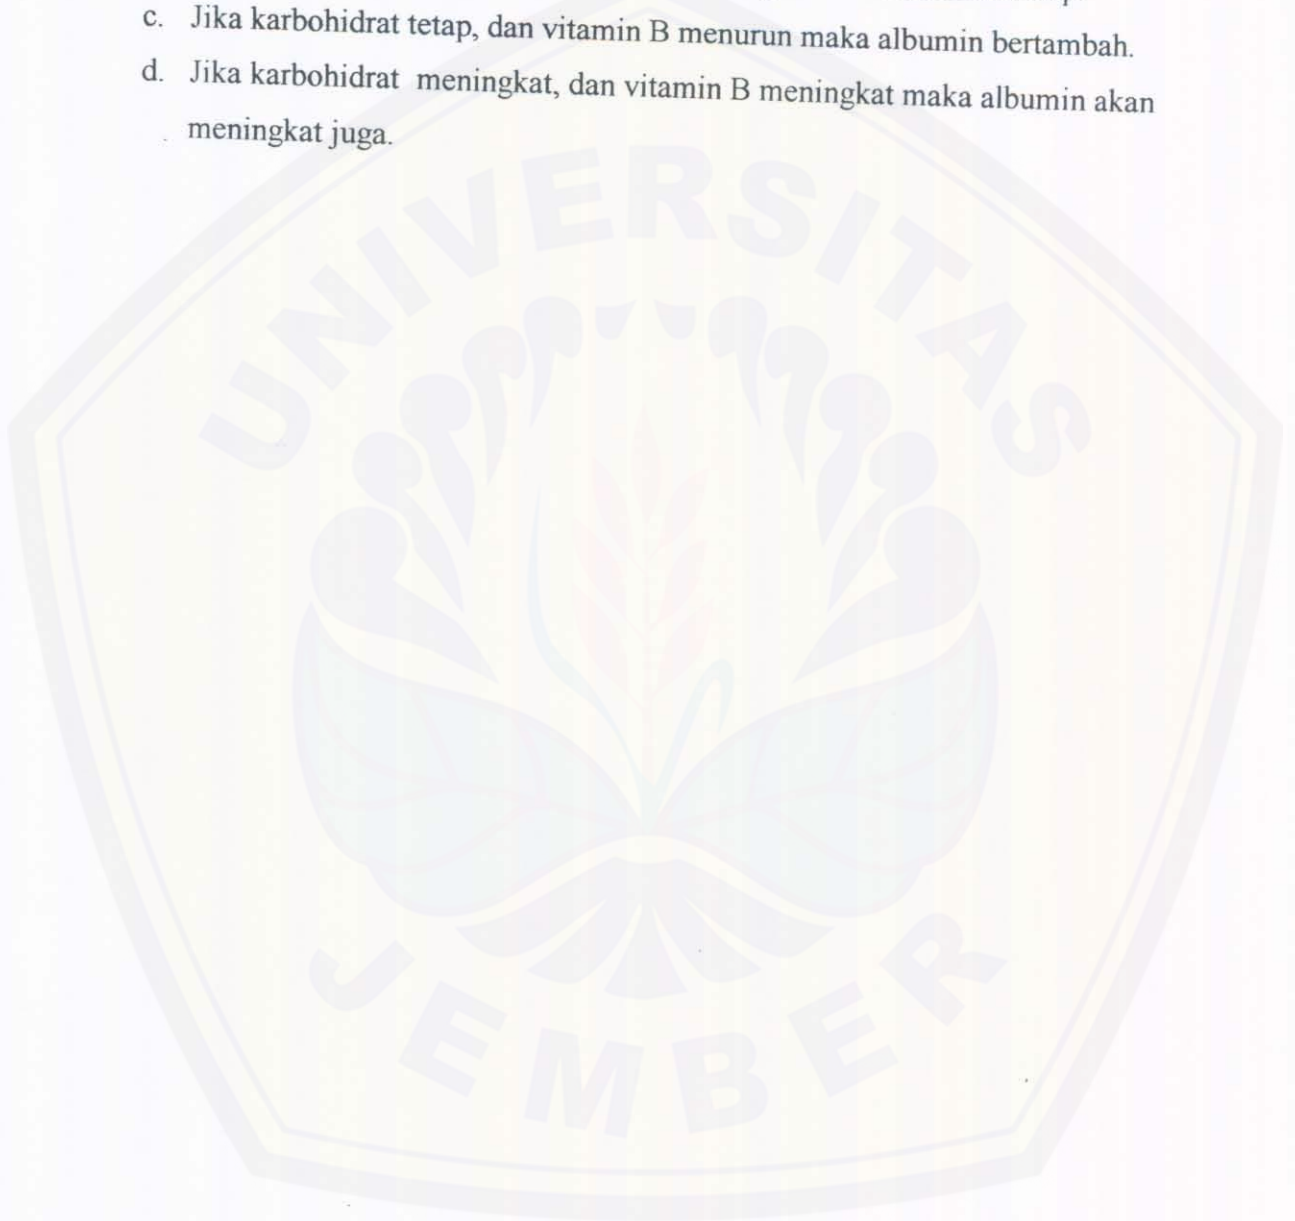 c. Jika karbohidrat tetap, dan vitamin B menurun maka albumin bertambah.
d. Jika karbohidrat meningkat, dan vitamin B meningkat maka albumin akan
meningkat juga.
UNIVERSITAS
JEMBER